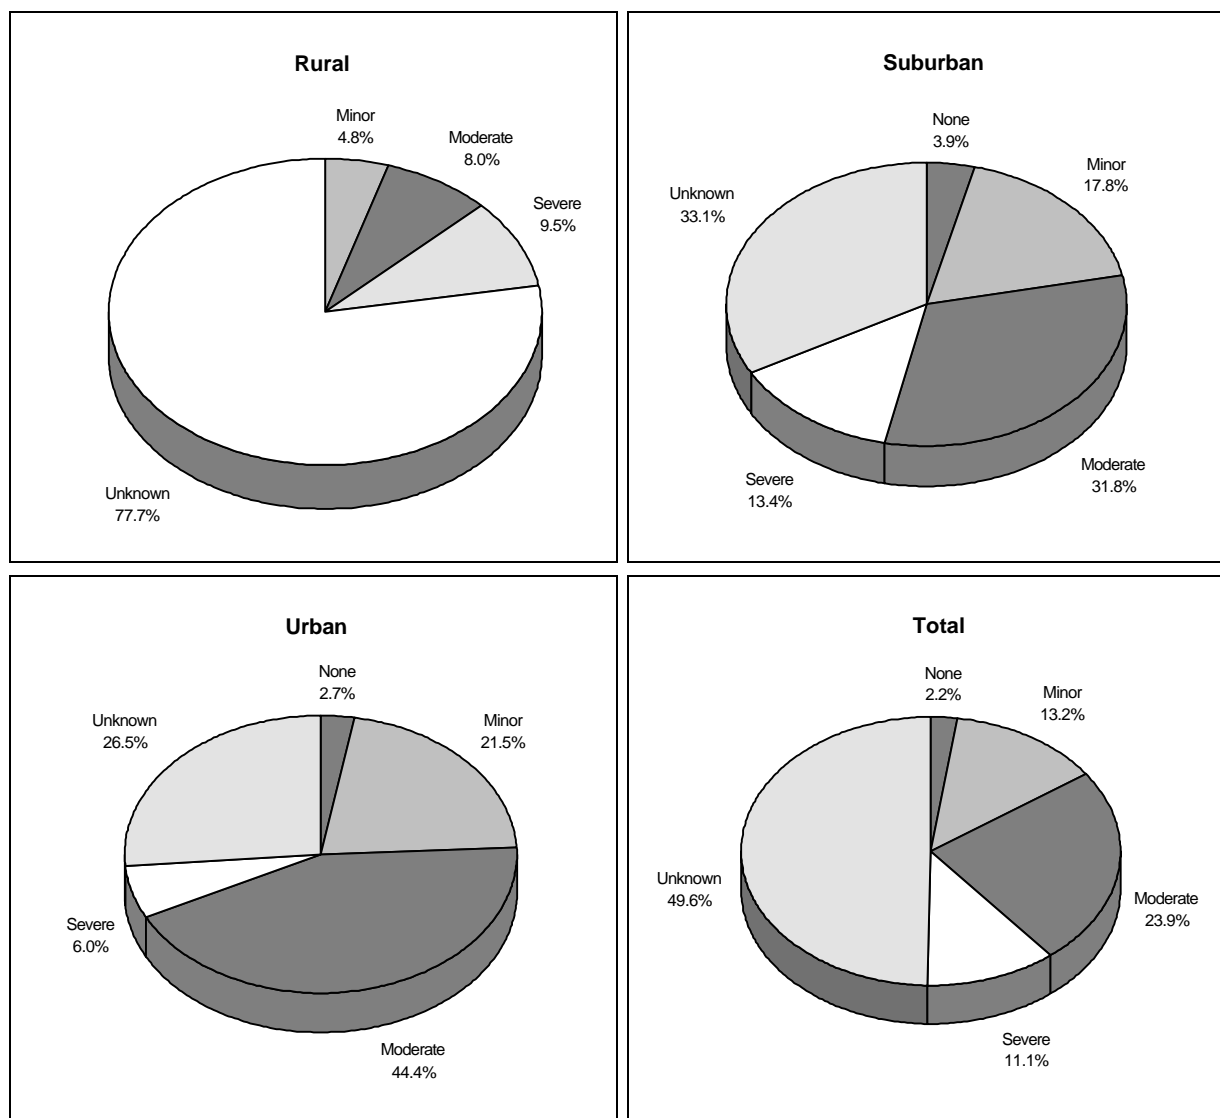 Rural
Minor
4.8%
Moderate
8.0%
Severe
9.5%
Unknown
77.7%
Suburban
None
3.9%
Minor
17.8%
Unknown
33.1%
Severe
13.4%
Moderate
31.8%
Urban
None
2.7%
Minor
21.5%
Unknown
26.5%
Severe
6.0%
Moderate
44.4%
Total
None
2.2%
Minor
13.2%
Unknown
49.6%
Moderate
23.9%
Severe
11.1%